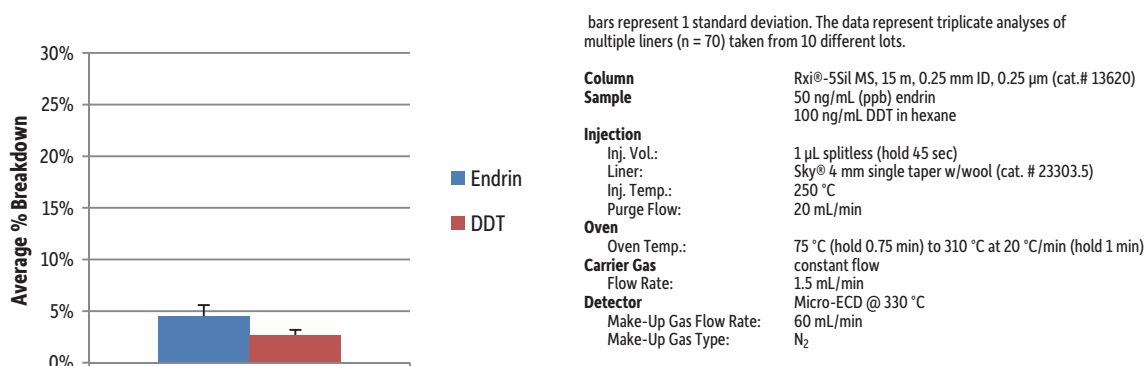 30%
25%
20%
15%
10%
5%
0%
Average % Breakdown
Endrin
DDT
bars represent 1 standard deviation. The data represent triplicate analyses of
multiple liners (n = 70) taken from 10 different lots.
Column Rxi®-5Sil MS, 15 m, 0.25 mm ID, 0.25 µm (cat.# 13620)
Sample 50 ng/mL (ppb) endrin
100 ng/mL DDT in hexane
Injection
Inj. Vol.: 1 µL splitless (hold 45 sec)
Liner: Sky® 4 mm single taper w/wool (cat. # 23303.5)
Inj. Temp.: 250 °C
Purge Flow: 20 mL/min
Oven
Oven Temp.: 75 °C (hold 0.75 min) to 310 °C at 20 °C/min (hold 1 min)
Carrier Gas constant flow
Flow Rate: 1.5 mL/min
Detector Micro-ECD @ 330 °C
Make-Up Gas Flow Rate: 60 mL/min
Make-Up Gas Type: N₂